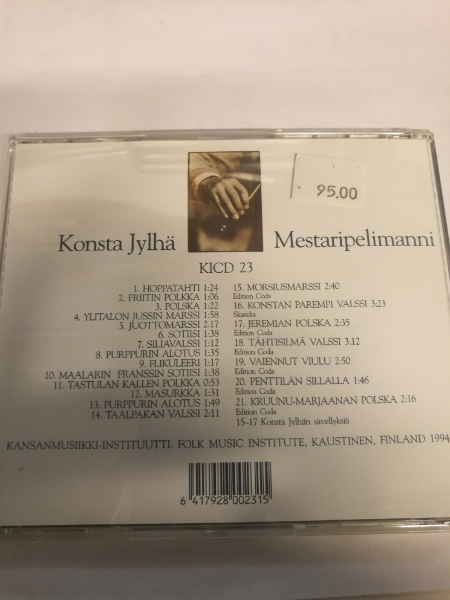 95.00
Konsta Jylhä
Mestaripelimanni
KICD 23
1. HOPPATAHTI 1:24
2. FRIITIN POLKKA 1:06
3. POLSKA 1:22
4. YLITALON JUSSIN MARSSI 1:58
5. JUOTTOMARSSI 2:17
6. SOTIISI 1:38
7. SILIAVALSSI 1:12
8. PURPPURIN ALOTUS 1:35
9. FLIKULEERI 1:17
10. MAALARIN FRANSSIN SOTIISI 1:38
11. TASTULAN KALLEN POLKKA 0:53
12. MASURKKA 1:31
13. PURPPURIN ALOTUS 1:49
14. TAALPAKAN VALSSI 2:11
15. MORSIUSMARSSI 2:40
Edition Coda
16. KONSTAN PAREMPI VALSSI 3:23
Skandia
17. JEREMIAN POLSKA 2:35
Edition Coda
18. TÄHTISILMÄ VALSSI 3.12
Edition Coda
19. VAIENNUT VIULU 2:50
Edition Coda
20. PENTTILÄN SILLALLA 1:46
Edition Coda
21. KRUUNU-MARJAANAN POLSKA 2:16
Edition Coda
15-17 Konsta Jylhän sävellyksiä
KANSANMUSIIKKI-INSTITUUTTI. FOLK MUSIC INSTITUTE, KAUSTINEN, FINLAND 1994
6 417928 002315